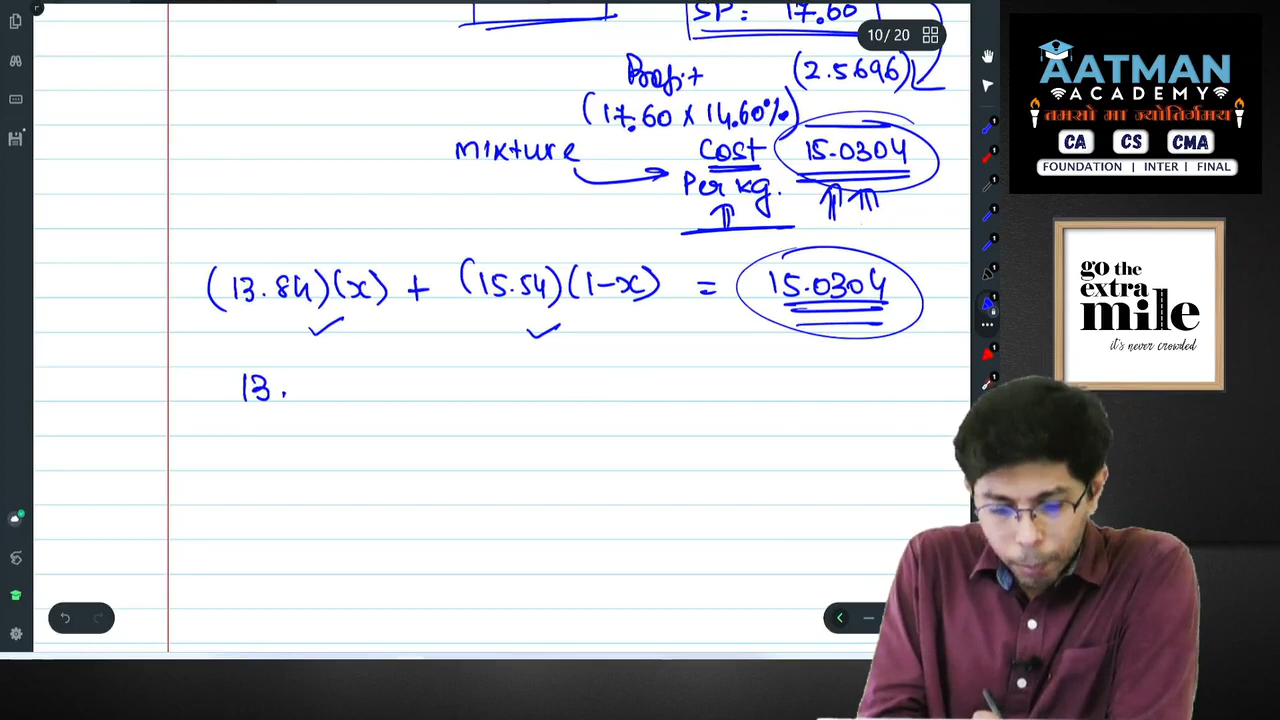 SP: 17.60
10/20
Profit (2.5696)
(17.60 x 14.60%)
mixture cost 15.0304
Per kg.
(13.84)(x) + (15.54)(1-x) = 15.0304
13.
AATMAN
ACADEMY
तमसो मा ज्योतिर्गमय
CA CS CMA
FOUNDATION | INTER | FINAL
go the
extra
mile
it's never crowded